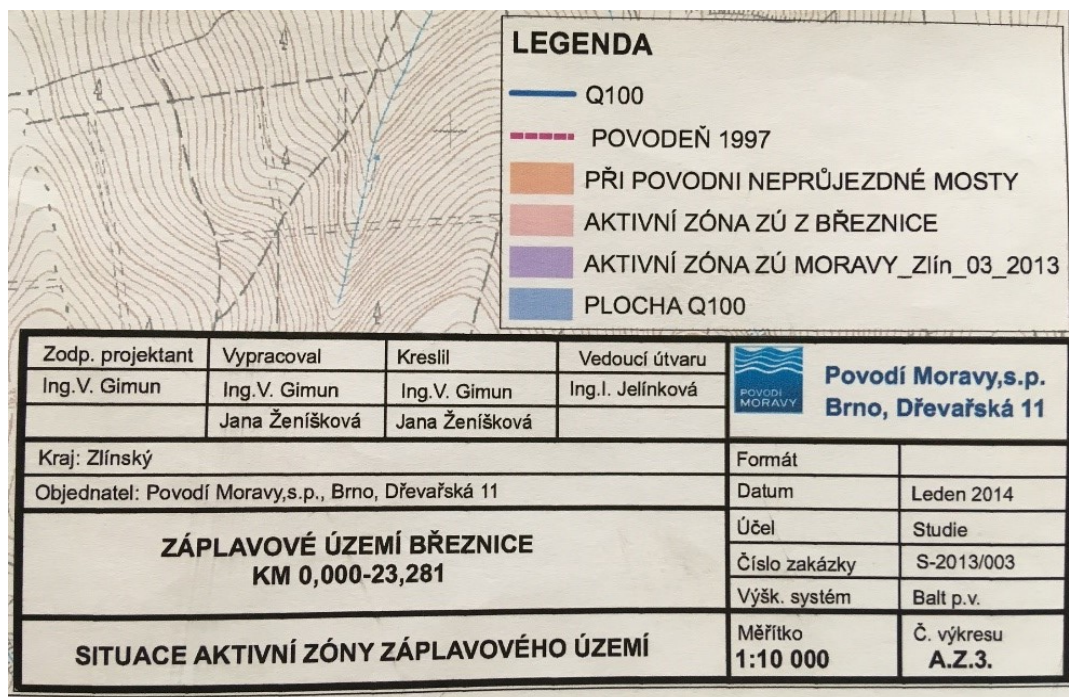 LEGENDA
Q100
POVODEŇ 1997
PŘI POVODNI NEPRŮJEZDNÉ MOSTY
AKTIVNÍ ZÓNA ZÚ Z BŘEZNICE
AKTIVNÍ ZÓNA ZÚ MORAVY_Zlín_03_2013
PLOCHA Q100
Zodp. projektant Vypracoval Kreslil Vedoucí útvaru
Ing.V. Gimun Ing.V. Gimun Ing.V. Gimun Ing.I. Jelínková
Jana Ženíšková Jana Ženíšková
POVODI
MORAVY
Povodí Moravy,s.p.
Brno, Dřevařská 11
Kraj: Zlínský
Objednatel: Povodí Moravy,s.p., Brno, Dřevařská 11
ZÁPLAVOVÉ ÚZEMÍ BŘEZNICE
KM 0,000-23,281
SITUACE AKTIVNÍ ZÓNY ZÁPLAVOVÉHO ÚZEMÍ
Formát
Datum Leden 2014
Účel Studie
Číslo zakázky S-2013/003
Výšk. systém Balt p.v.
Měřítko Č. výkresu
1:10 000 A.Z.3.